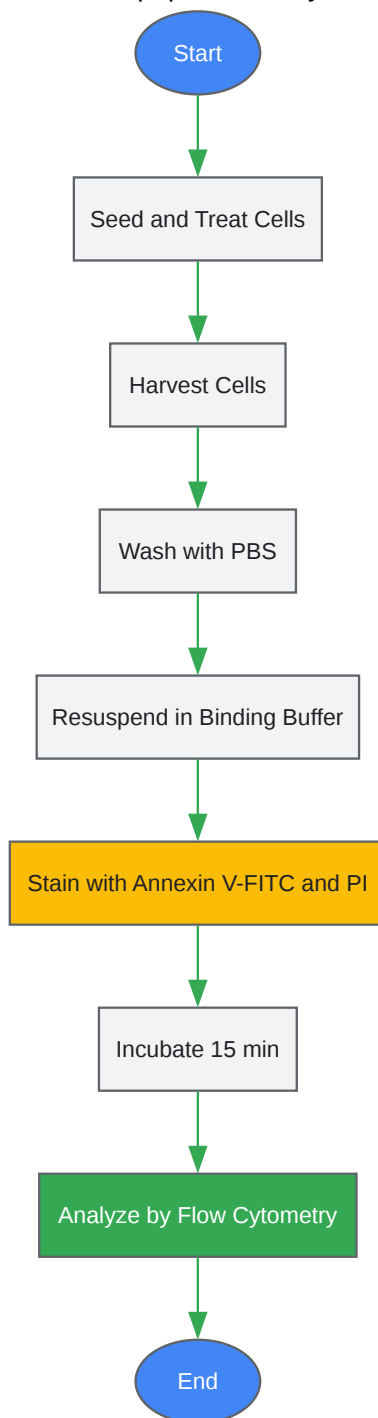 Start
Seed and Treat Cells
Harvest Cells
Wash with PBS
Resuspend in Binding Buffer
Stain with Annexin V-FITC and PI
Incubate 15 min
Analyze by Flow Cytometry
End